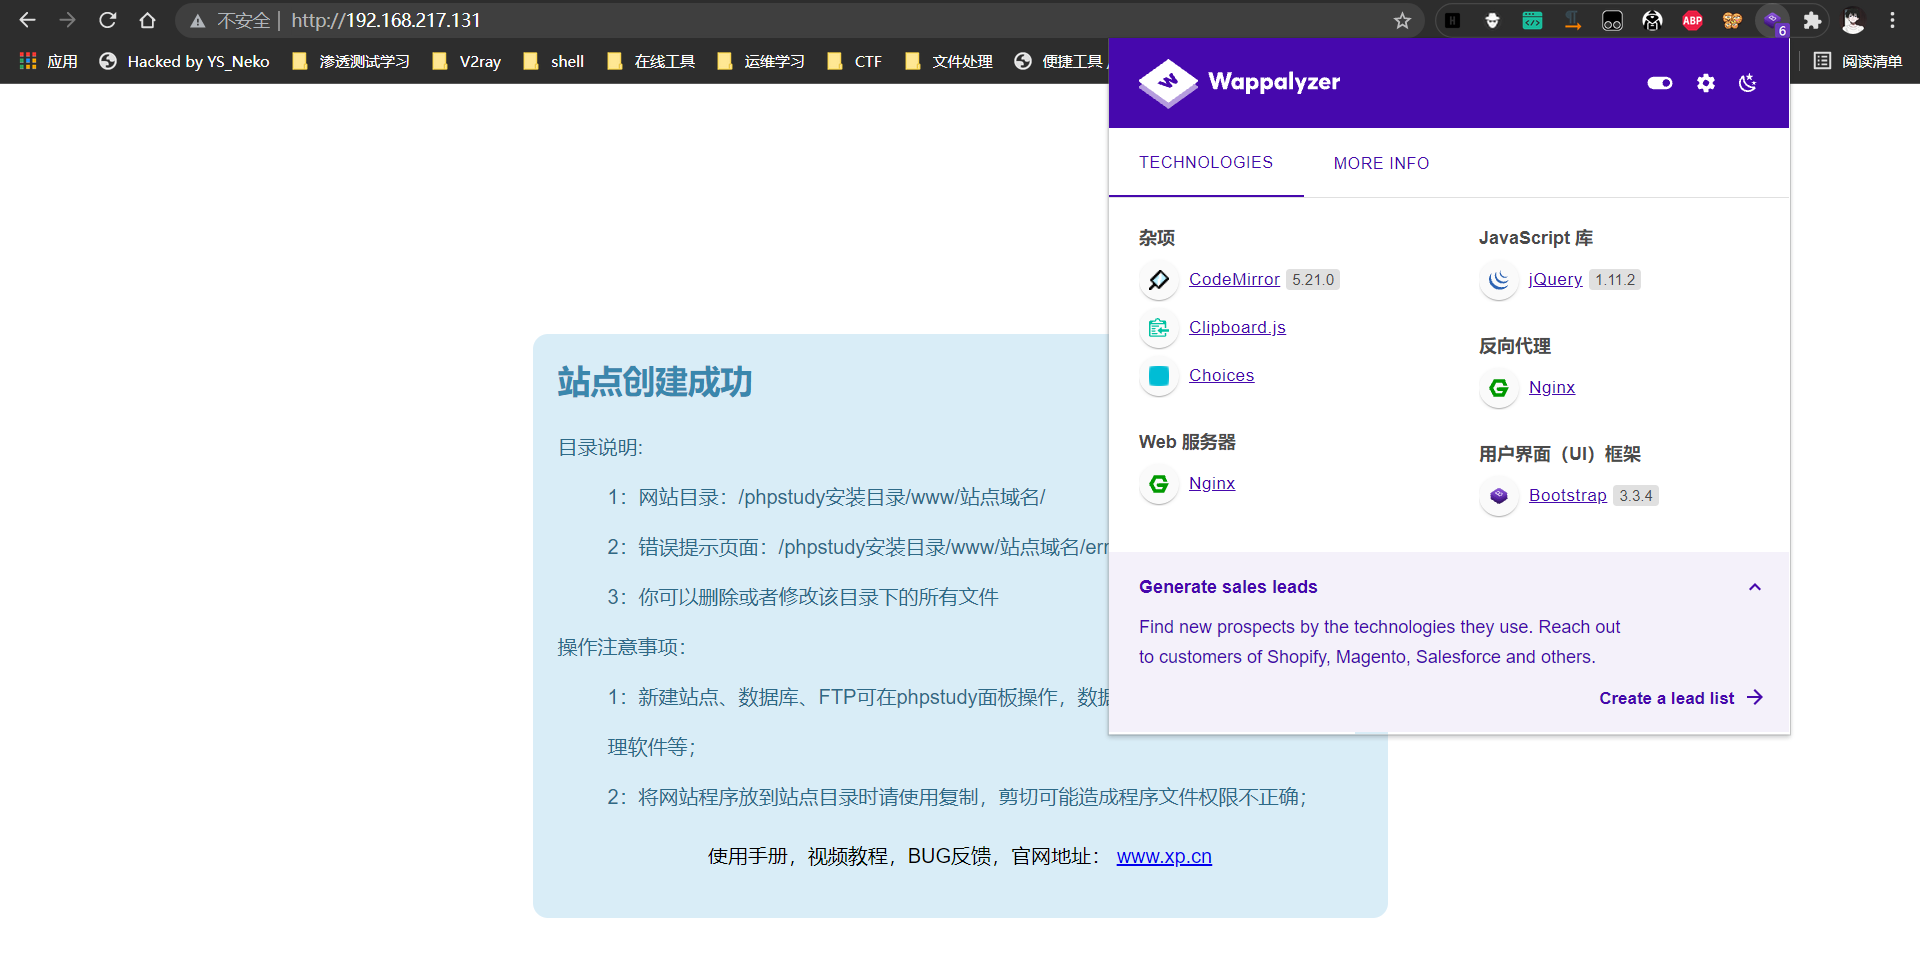 不安全 | http://192.168.217.131
ABP
6
应用
Hacked by YS_Neko
渗透测试学习
V2ray
shell
在线工具
运维学习
CTF
文件处理
便捷工具
阅读清单
Wappalyzer
TECHNOLOGIES
MORE INFO
杂项
CodeMirror 5.21.0
Clipboard.js
Choices
Web 服务器
Nginx
JavaScript 库
jQuery 1.11.2
反向代理
Nginx
用户界面（UI）框架
Bootstrap 3.3.4
Generate sales leads
Find new prospects by the technologies they use. Reach out
to customers of Shopify, Magento, Salesforce and others.
Create a lead list
站点创建成功
目录说明:
1：网站目录：/phpstudy安装目录/www/站点域名/
2：错误提示页面：/phpstudy安装目录/www/站点域名/err
3：你可以删除或者修改该目录下的所有文件
操作注意事项：
1：新建站点、数据库、FTP可在phpstudy面板操作，数据
理软件等；
2：将网站程序放到站点目录时请使用复制，剪切可能造成程序文件权限不正确；
使用手册，视频教程，BUG反馈，官网地址： www.xp.cn